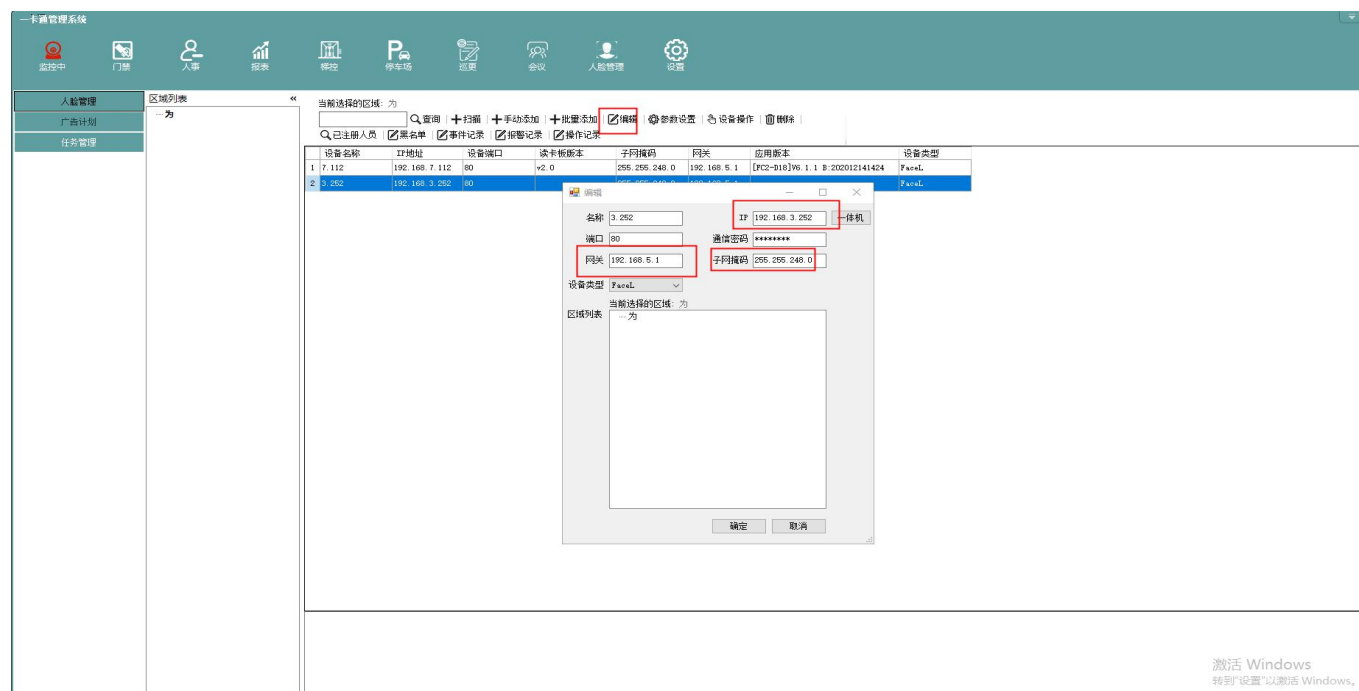 一卡通管理系统
监控中 门禁 人事 报表 梯控 停车场 巡更 会议 人脸管理 设置
人脸管理
广告计划
任务管理
区域列表 «
为
当前选择的区域: 为
查询 扫描 手动添加 批量添加 编辑 参数设置 设备操作 删除
已注册人员 黑名单 事件记录 报警记录 操作记录
设备名称 IP地址 设备端口 读卡板版本 子网掩码 网关 应用版本 设备类型
1 7.112 192.168.7.112 80 v2.0 255.255.248.0 192.168.5.1 [FC2-D18]V6.1.1 B:202012141424 FaceL
2 3.252 192.168.3.252 80 255.255.248.0 192.168.5.1 FaceL
编辑
名称 3.252 IP 192.168.3.252 一体机
端口 80 通信密码 ********
网关 192.168.5.1 子网掩码 255.255.248.0
设备类型 FaceL
当前选择的区域: 为
区域列表 为
确定 取消
激活 Windows
转到"设置"以激活 Windows。